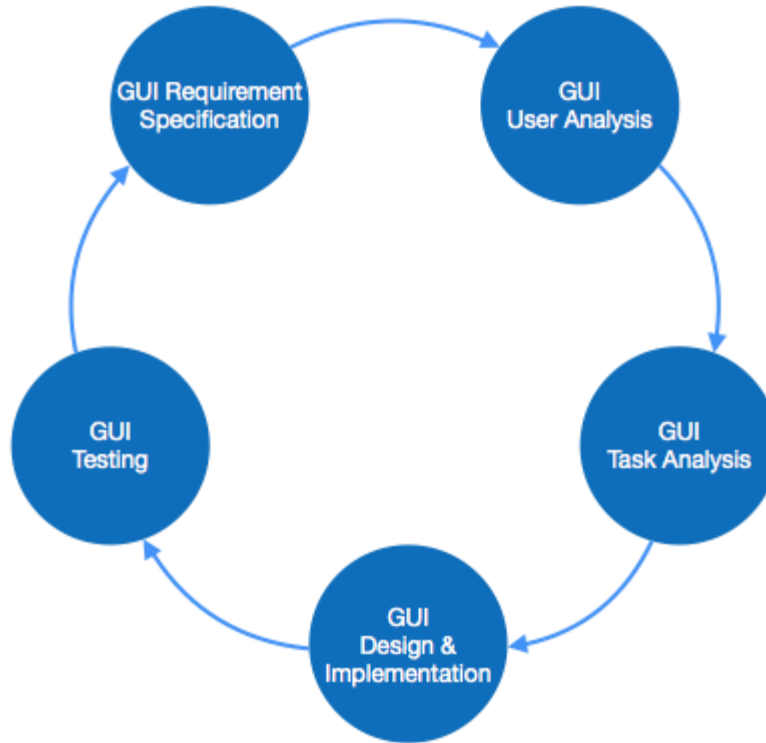 GUI Requirement
Specification
GUI
User Analysis
GUI
Task Analysis
GUI
Design &
Implementation
GUI
Testing